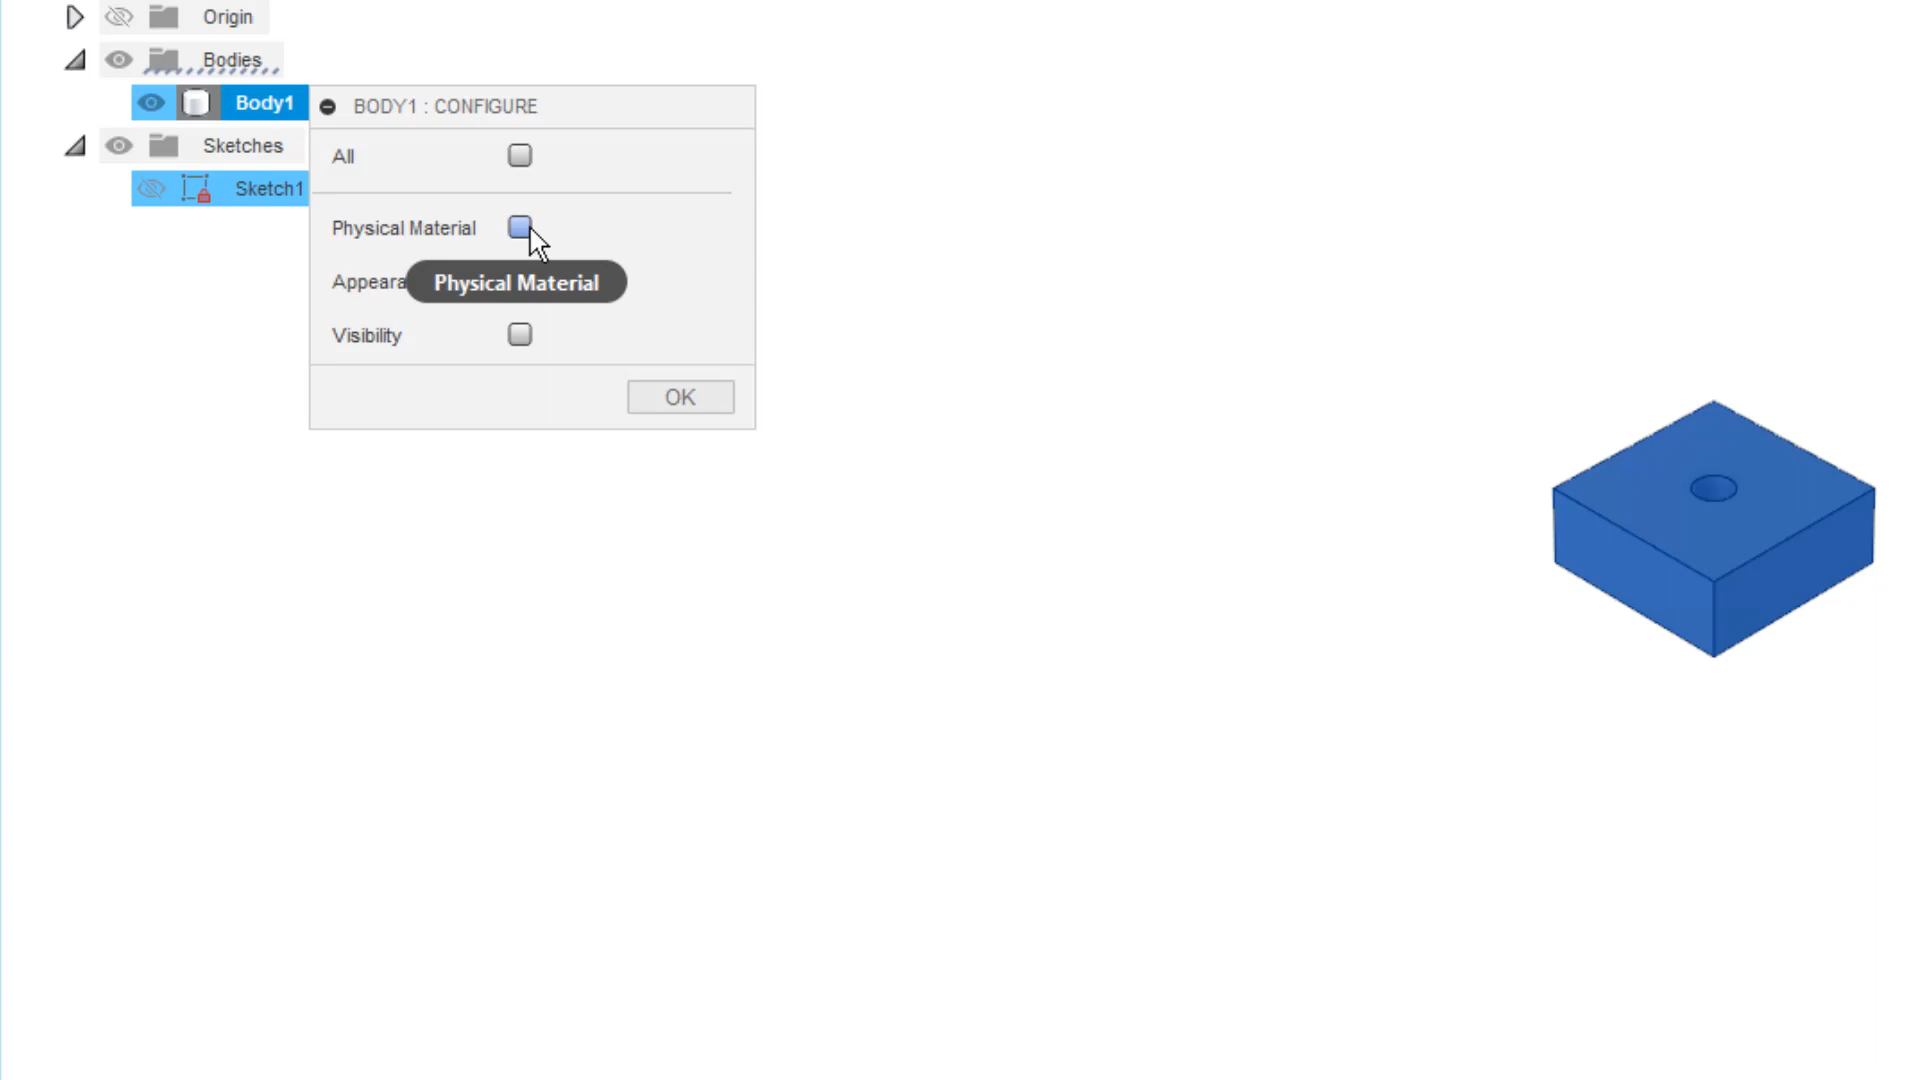 Origin
Bodies
Body1
BODY1 : CONFIGURE
All
Sketches
Sketch1
Physical Material
Appeara
Physical Material
Visibility
OK